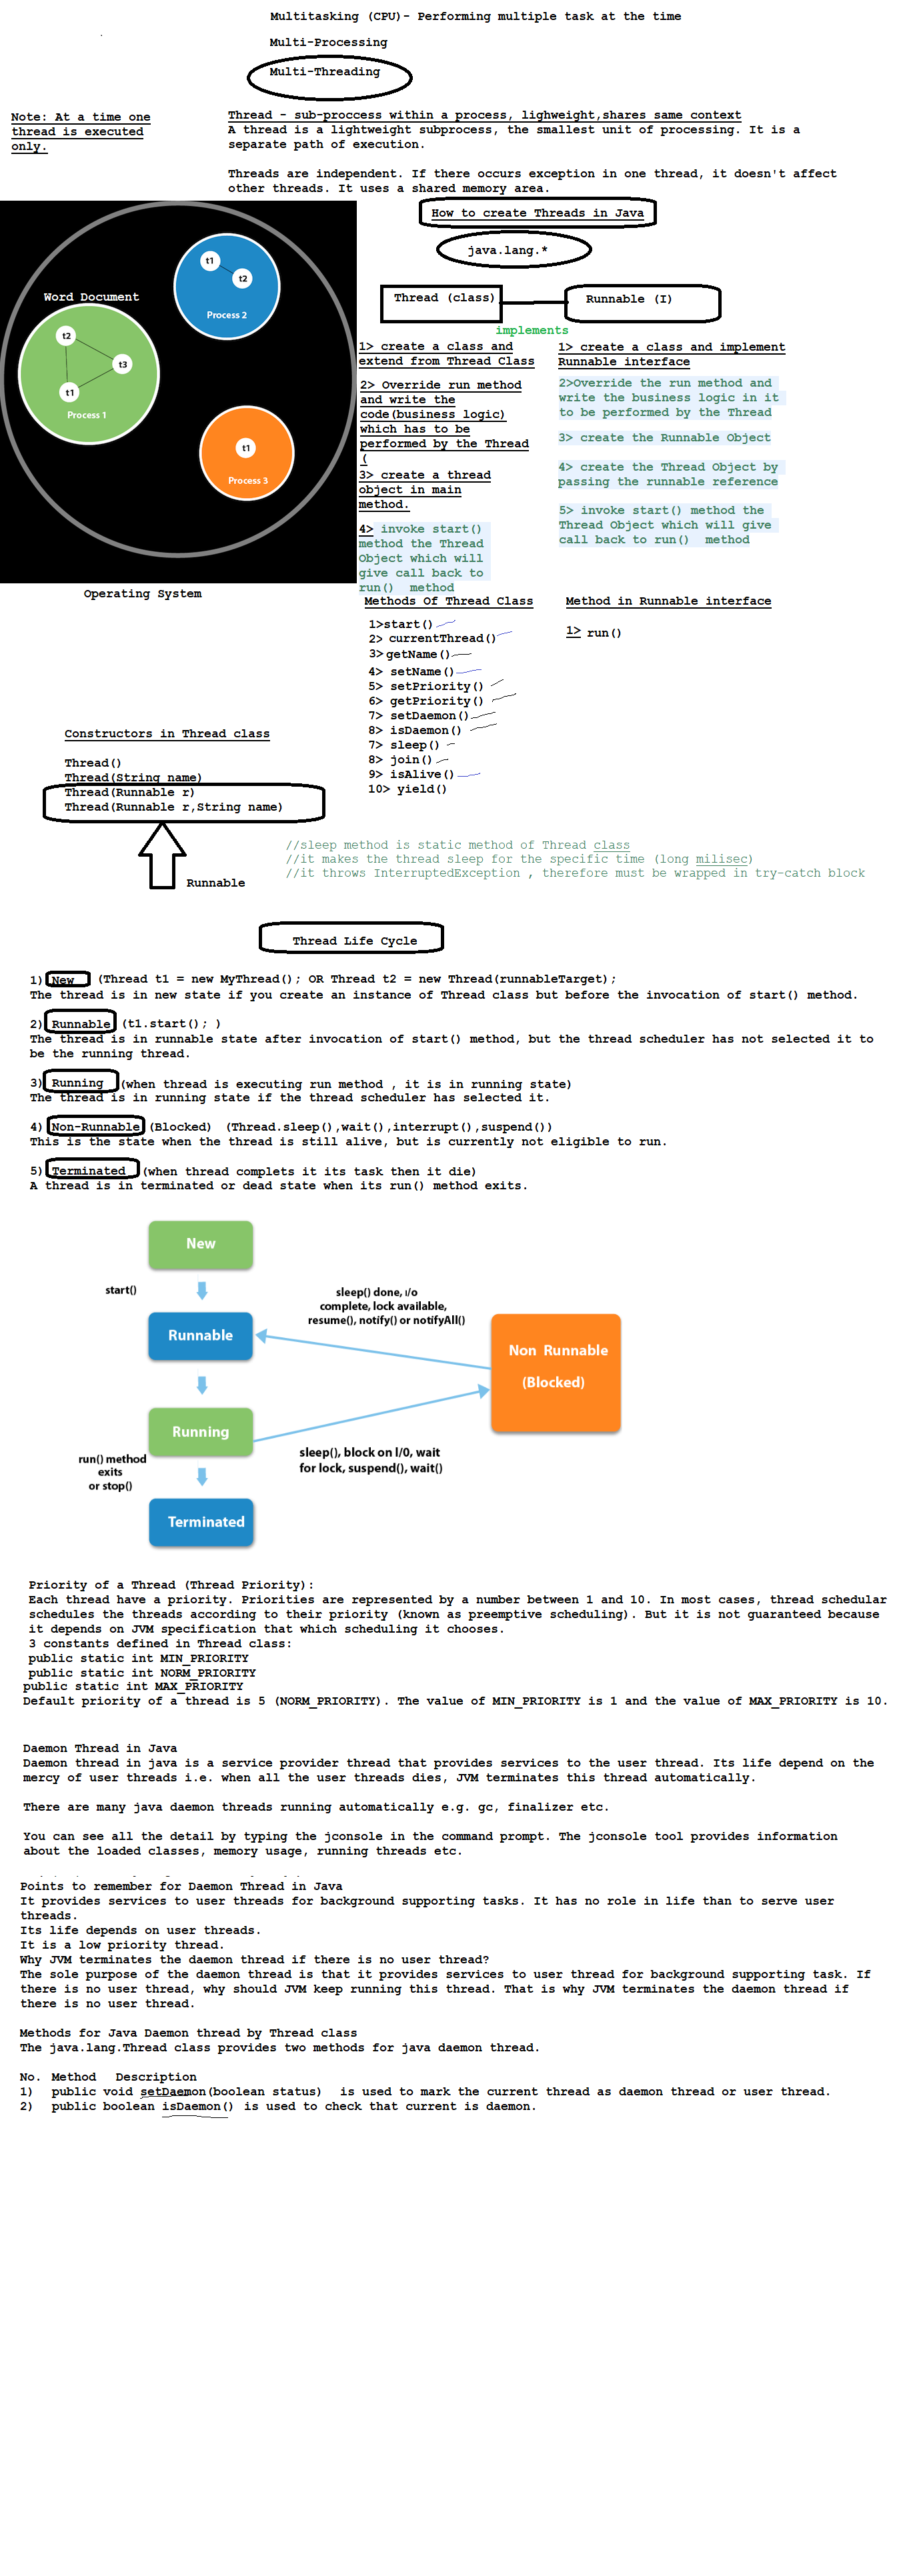 Multitasking (CPU)- Performing multiple task at the time
Multi-Processing
Multi-Threading
Note: At a time one
thread is executed
only.
Thread - sub-proccess within a process, lighweight,shares same context
A thread is a lightweight subprocess, the smallest unit of processing. It is a
separate path of execution.
Threads are independent. If there occurs exception in one thread, it doesn't affect
other threads. It uses a shared memory area.
How to create Threads in Java
java.lang.*
Thread (class)
Runnable (I)
implements
Word Document
t1
t2
Process 2
t2
t3
t1
Process 1
t1
Process 3
Operating System
1> create a class and
extend from Thread Class
2> Override run method
and write the
code(business logic)
which has to be
performed by the Thread
(
3> create a thread
object in main
method.
4> invoke start()
method the Thread
Object which will
give call back to
run()  method
1> create a class and implement
Runnable interface
2>Override the run method and
write the business logic in it
to be performed by the Thread
3> create the Runnable Object
4> create the Thread Object by
passing the runnable reference
5> invoke start() method the
Thread Object which will give
call back to run()  method
Methods Of Thread Class
1>start()
2> currentThread()
3>getName()
4> setName()
5> setPriority()
6> getPriority()
7> setDaemon()
8> isDaemon()
7> sleep()
8> join()
9> isAlive()
10> yield()
Method in Runnable interface
1> run()
Constructors in Thread class
Thread()
Thread(String name)
Thread(Runnable r)
Thread(Runnable r,String name)
Runnable
//sleep method is static method of Thread class
//it makes the thread sleep for the specific time (long milisec)
//it throws InterruptedException , therefore must be wrapped in try-catch block
Thread Life Cycle
1) New (Thread t1 = new MyThread(); OR Thread t2 = new Thread(runnableTarget);
The thread is in new state if you create an instance of Thread class but before the invocation of start() method.
2) Runnable (t1.start(); )
The thread is in runnable state after invocation of start() method, but the thread scheduler has not selected it to
be the running thread.
3) Running (when thread is executing run method , it is in running state)
The thread is in running state if the thread scheduler has selected it.
4) Non-Runnable (Blocked)  (Thread.sleep(),wait(),interrupt(),suspend())
This is the state when the thread is still alive, but is currently not eligible to run.
5) Terminated (when thread completes it its task then it die)
A thread is in terminated or dead state when its run() method exits.
New
start()
Runnable
sleep() done, I/o
complete, lock available,
resume(), notify() or notifyAll()
Non Runnable
(Blocked)
Running
sleep(), block on I/0, wait
for lock, suspend(), wait()
run() method
exits
or stop()
Terminated
Priority of a Thread (Thread Priority):
Each thread have a priority. Priorities are represented by a number between 1 and 10. In most cases, thread schedular
schedules the threads according to their priority (known as preemptive scheduling). But it is not guaranteed because
it depends on JVM specification that which scheduling it chooses.
3 constants defined in Thread class:
public static int MIN_PRIORITY
public static int NORM_PRIORITY
public static int MAX_PRIORITY
Default priority of a thread is 5 (NORM_PRIORITY). The value of MIN_PRIORITY is 1 and the value of MAX_PRIORITY is 10.
Daemon Thread in Java
Daemon thread in java is a service provider thread that provides services to the user thread. Its life depend on the
mercy of user threads i.e. when all the user threads dies, JVM terminates this thread automatically.
There are many java daemon threads running automatically e.g. gc, finalizer etc.
You can see all the detail by typing the jconsole in the command prompt. The jconsole tool provides information
about the loaded classes, memory usage, running threads etc.
Points to remember for Daemon Thread in Java
It provides services to user threads for background supporting tasks. It has no role in life than to serve user
threads.
Its life depends on user threads.
It is a low priority thread.
Why JVM terminates the daemon thread if there is no user thread?
The sole purpose of the daemon thread is that it provides services to user thread for background supporting task. If
there is no user thread, why should JVM keep running this thread. That is why JVM terminates the daemon thread if
there is no user thread.
Methods for Java Daemon thread by Thread class
The java.lang.Thread class provides two methods for java daemon thread.
No. Method  Description
1)  public void setDaemon(boolean status)  is used to mark the current thread as daemon thread or user thread.
2)  public boolean isDaemon() is used to check that current is daemon.